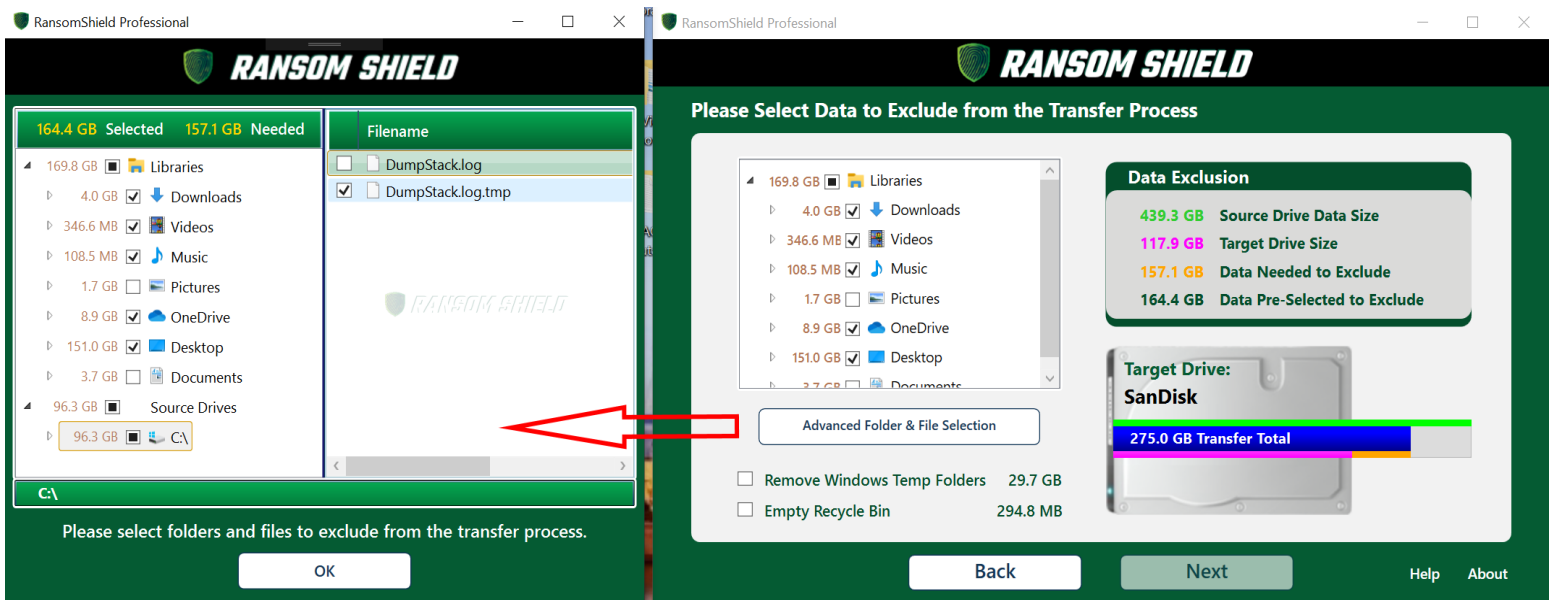 RansomShield Professional
RANSOM SHIELD
164.4 GB Selected 157.1 GB Needed
Filename
169.8 GB Libraries
4.0 GB Downloads
346.6 MB Videos
108.5 MB Music
1.7 GB Pictures
8.9 GB OneDrive
151.0 GB Desktop
3.7 GB Documents
96.3 GB Source Drives
96.3 GB C:\
DumpStack.log
DumpStack.log.tmp
RANSOM SHIELD
C:\
Please select folders and files to exclude from the transfer process.
OK
RansomShield Professional
RANSOM SHIELD
Please Select Data to Exclude from the Transfer Process
169.8 GB Libraries
4.0 GB Downloads
346.6 MB Videos
108.5 MB Music
1.7 GB Pictures
8.9 GB OneDrive
151.0 GB Desktop
3.7 GB Documents
Advanced Folder & File Selection
Remove Windows Temp Folders 29.7 GB
Empty Recycle Bin 294.8 MB
Data Exclusion
439.3 GB Source Drive Data Size
117.9 GB Target Drive Size
157.1 GB Data Needed to Exclude
164.4 GB Data Pre-Selected to Exclude
Target Drive:
SanDisk
275.0 GB Transfer Total
Back
Next
Help
About